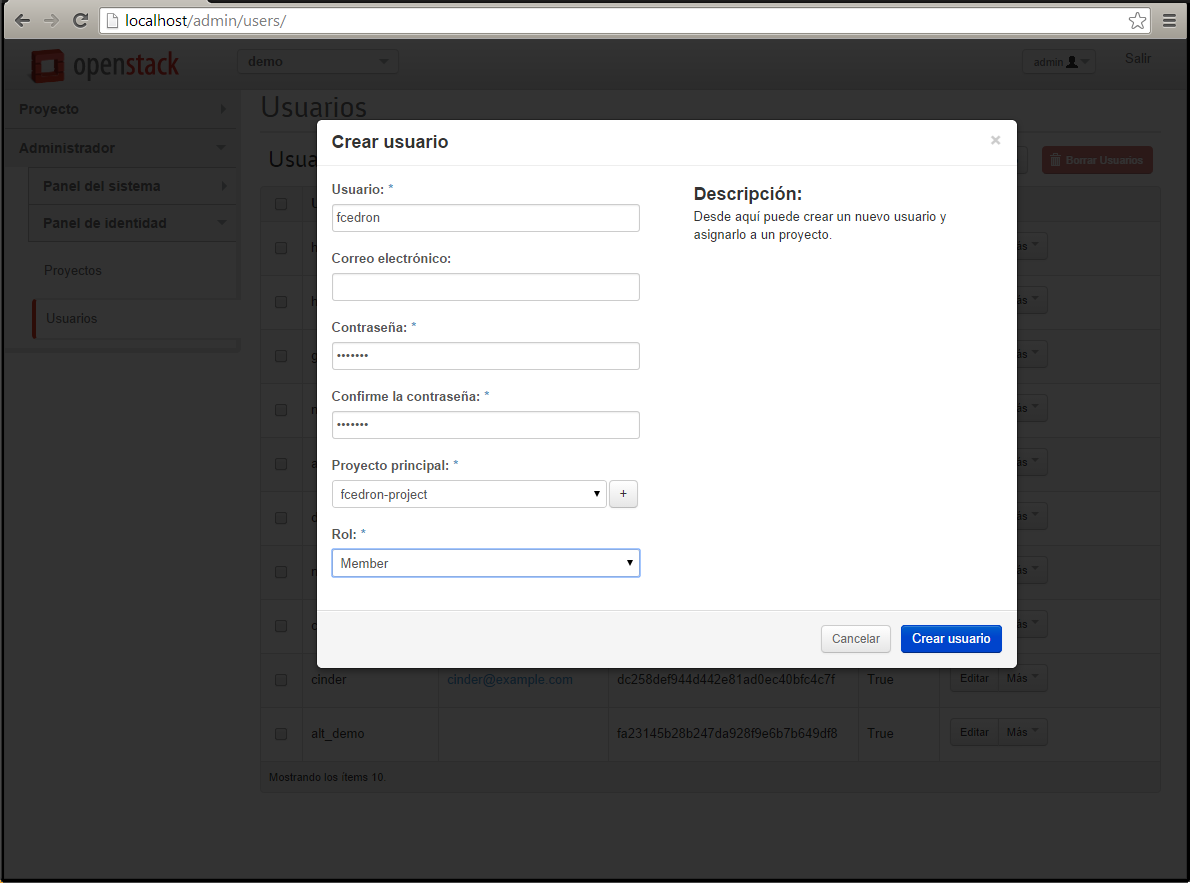 localhost/admin/users/
openstack
demo
admin
Salir
Proyecto
Administrador
Panel del sistema
Panel de identidad
Proyectos
Usuarios
Usuarios
Borrar Usuarios
Crear usuario
×
Usuario: *
fcedron
Correo electrónico:
Contraseña: *
•••••••
Confirme la contraseña: *
•••••••
Proyecto principal: *
fcedron-project
+
Rol: *
Member
Descripción:
Desde aquí puede crear un nuevo usuario y
asignarlo a un proyecto.
Cancelar
Crear usuario
cinder cinder@example.com dc258def944d442e81ad0ec40bfc4c7f True Editar Más
alt_demo fa23145b28b247da928f9e6b7b649df8 True Editar Más
Mostrando los ítems 10.